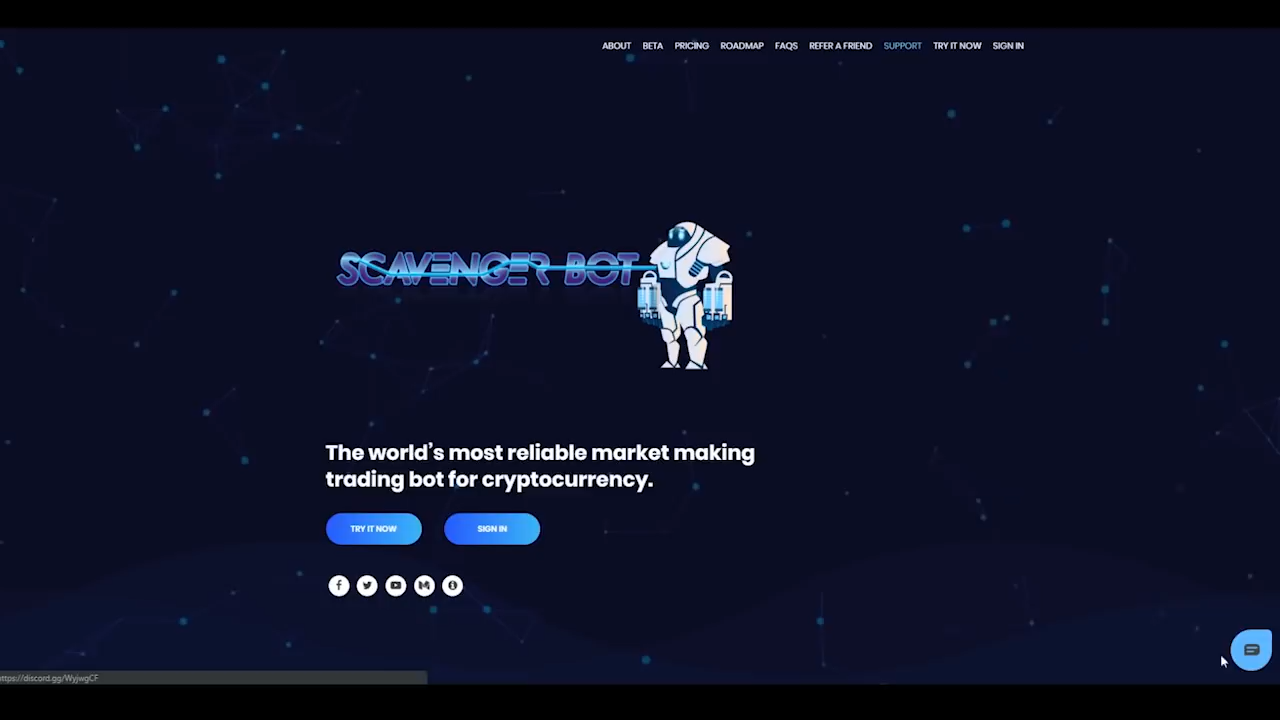 ABOUT BETA PRICING ROADMAP FAQS REFER A FRIEND SUPPORT TRY IT NOW SIGN IN
SCAVENGER BOT
The world's most reliable market making
trading bot for cryptocurrency.
TRY IT NOW SIGN IN
ttps://discord.gg/WyjwgCF